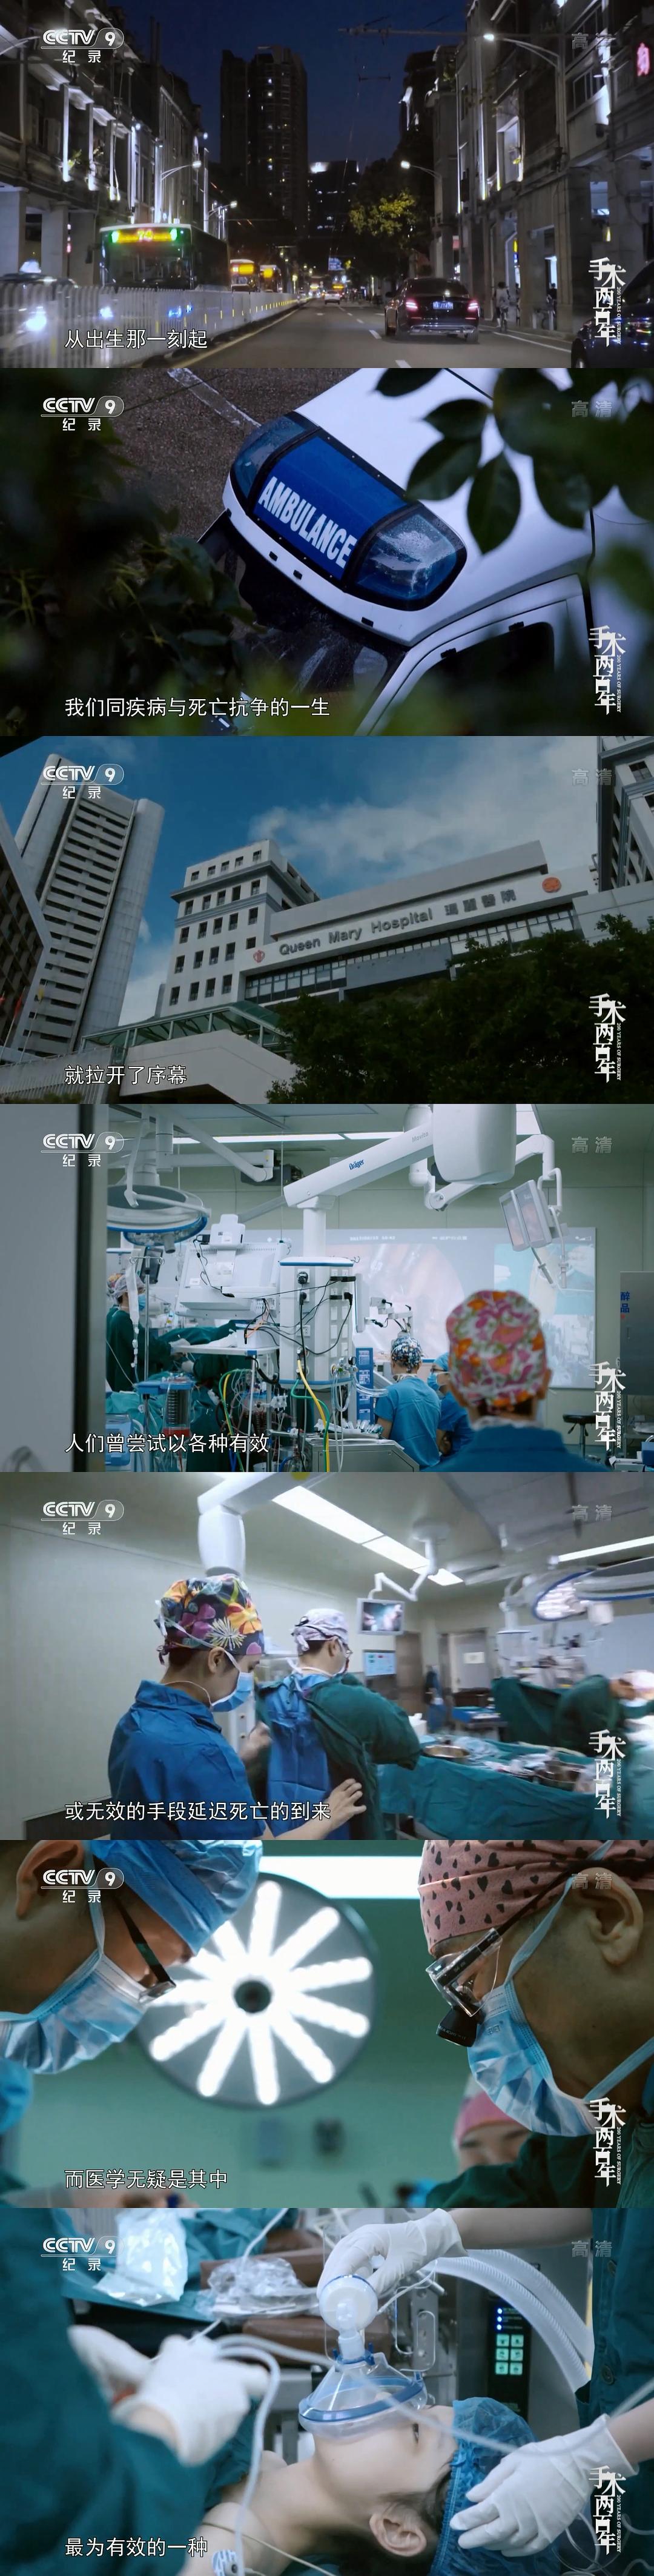 CCTV 9
纪录
高清
76
手术两百年
200 YEARS OF SURGERY
从出生那一刻起
CCTV 9
纪录
高清
AMBULANCE
手术两百年
200 YEARS OF SURGERY
我们同疾病与死亡抗争的一生
CCTV 9
纪录
高清
Queen Mary Hospital 瑪麗醫院
手术两百年
200 YEARS OF SURGERY
就拉开了序幕
CCTV 9
纪录
高清
Dräger
Movita
醇品
手术两百年
200 YEARS OF SURGERY
人们曾尝试以各种有效
CCTV 9
纪录
高清
手术两百年
200 YEARS OF SURGERY
或无效的手段延迟死亡的到来
CCTV 9
纪录
高清
手术两百年
200 YEARS OF SURGERY
而医学无疑是其中
CCTV 9
纪录
高清
手术两百年
200 YEARS OF SURGERY
最为有效的一种